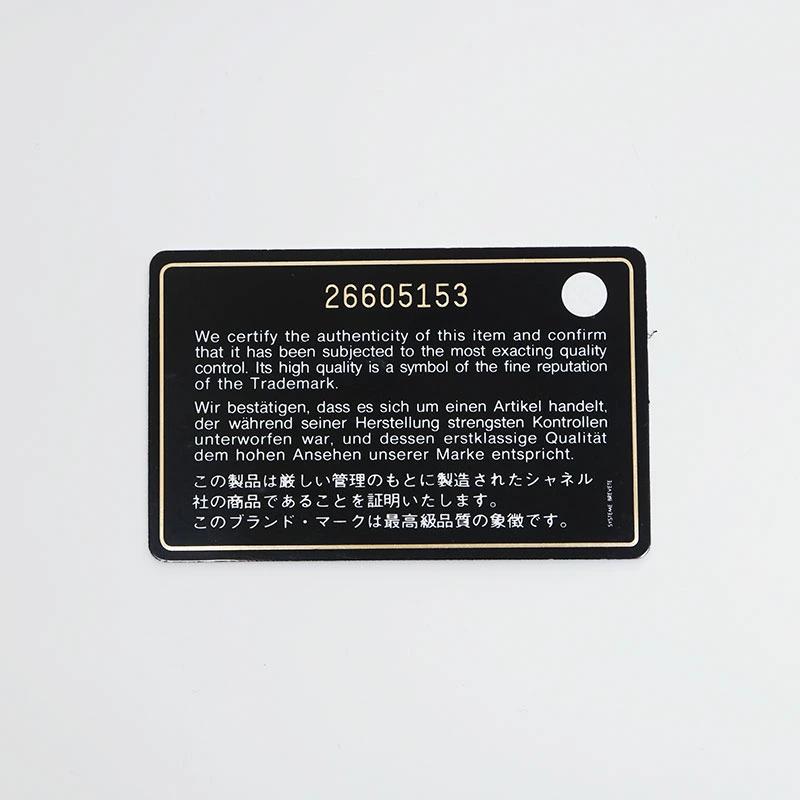 26605153
We certify the authenticity of this item and confirm
that it has been subjected to the most exacting quality
control. Its high quality is a symbol of the fine reputation
of the Trademark.
Wir bestätigen, dass es sich um einen Artikel handelt,
der während seiner Herstellung strengsten Kontrollen
unterworfen war, und dessen erstklassige Qualität
dem hohen Ansehen unserer Marke entspricht.
この製品は厳しい管理のもとに製造されたシャネル
社の商品であることを証明いたします。
このブランド・マークは最高級品質の象徴です。
SYSTEME BREVETE